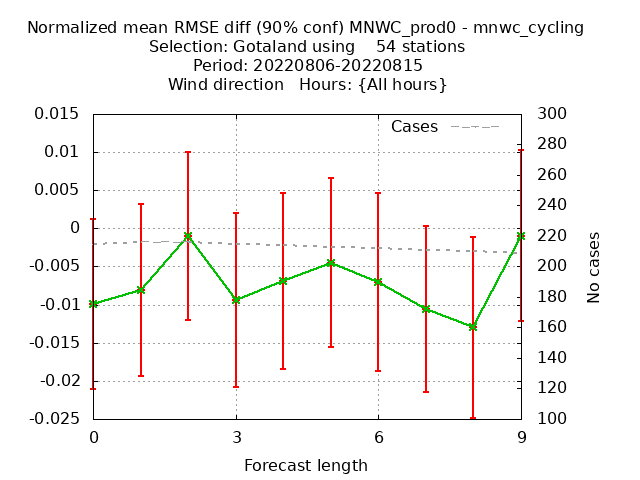 Normalized mean RMSE diff (90% conf) MNWC_prod0 - mnwc_cycling
Selection: Gotaland using    54 stations
Period: 20220806-20220815
Wind direction   Hours: {All hours}
0.015
0.01
0.005
0
-0.005
-0.01
-0.015
-0.02
-0.025
Cases
300
280
260
240
220
200
180
160
140
120
100
No cases
0 3 6 9
Forecast length